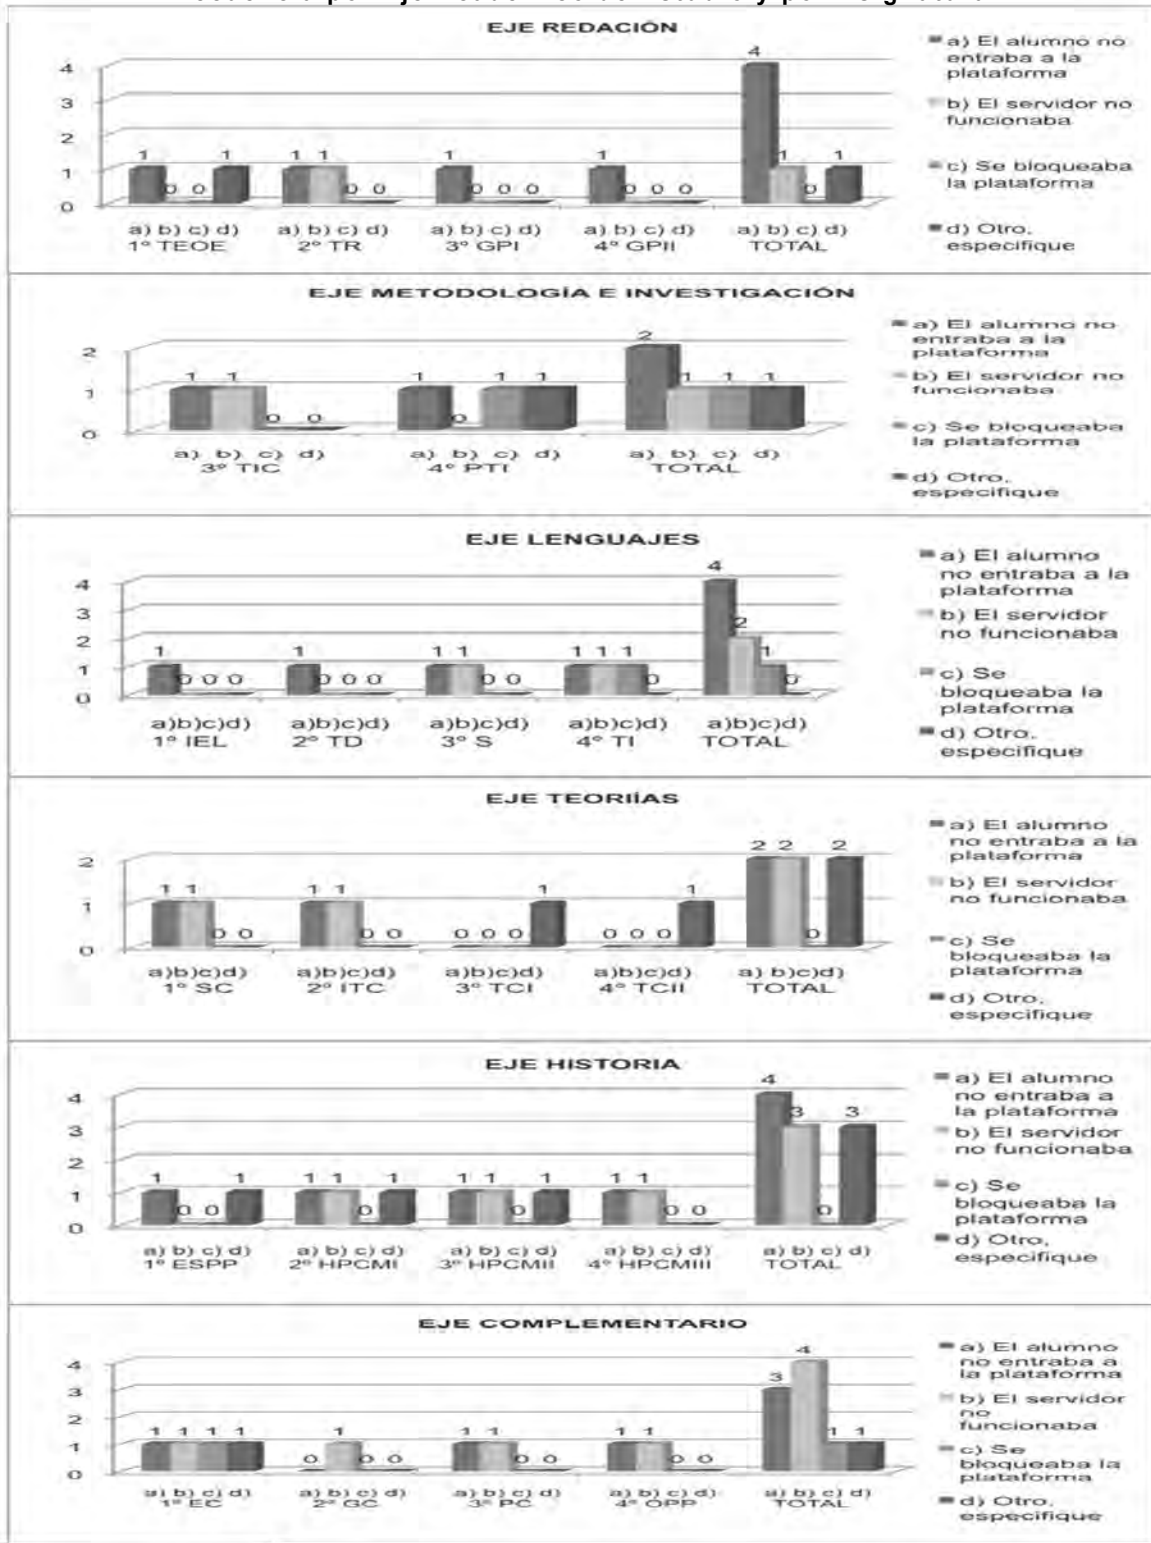 EJE REDACIÓN
4
3
2
1
0
1 0 0 1 1 1 0 0 1 0 0 0 1 0 0 0 4 1 0 1
a) b) c) d) a) b) c) d) a) b) c) d) a) b) c) d) a) b) c) d)
1º TEOE 2º TR 3º GPI 4º GPII TOTAL
a) El alumno no
entraba a la
plataforma
b) El servidor no
funcionaba
c) Se bloqueaba
la plataforma
d) Otro,
especifique
EJE METODOLOGÍA E INVESTIGACIÓN
2
1
0
1 1 0 0 1 0 1 1 2 1 1 1
a) b) c) d) a) b) c) d) a) b) c) d)
3º TIC 4º PTI TOTAL
a) El alumno no
entraba a la
plataforma
b) El servidor no
funcionaba
c) Se bloqueaba
la plataforma
d) Otro,
especifique
EJE LENGUAJES
4
3
2
1
0
1 0 0 0 1 0 0 0 1 1 0 0 1 1 1 0 4 2 1 0
a)b)c)d) a)b)c)d) a)b)c)d) a)b)c)d) a)b)c)d)
1º IEL 2º TD 3º S 4º TI TOTAL
a) El alumno
no entraba a la
plataforma
b) El servidor
no funcionaba
c) Se
bloqueaba la
plataforma
d) Otro,
especifique
EJE TEORIÍAS
2
1
0
1 1 0 0 1 1 0 0 0 0 0 1 0 0 0 1 2 2 0 2
a)b)c)d) a)b)c)d) a)b)c)d) a)b)c)d) a) b)c)d)
1º SC 2º ITC 3º TCI 4º TCII TOTAL
a) El alumno
no entraba a la
plataforma
b) El servidor
no funcionaba
c) Se
bloqueaba la
plataforma
d) Otro,
especifique
EJE HISTORIA
4
3
2
1
0
1 0 0 1 1 1 0 1 1 1 0 1 1 1 0 0 4 3 0 3
a) b) c) d) a) b) c) d) a) b) c) d) a) b) c) d) a) b) c) d)
1º ESPP 2º HPCMI 3º HPCMII 4º HPCMIII TOTAL
a) El alumno
no entraba a
la plataforma
b) El servidor
no funcionaba
c) Se
bloqueaba la
plataforma
d) Otro,
especifique
EJE COMPLEMENTARIO
4
3
2
1
0
1 1 1 1 0 1 0 0 1 1 0 0 1 1 0 0 3 4 1 1
a) b) c) d) a) b) c) d) a) b) c) d) a) b) c) d) a) b) c) d)
1º EC 2º GC 3º PC 4º OPP TOTAL
a) El alumno
no entraba a
la plataforma
b) El servidor
no
funcionaba
c) Se
bloqueaba la
plataforma
d) Otro,
especifique